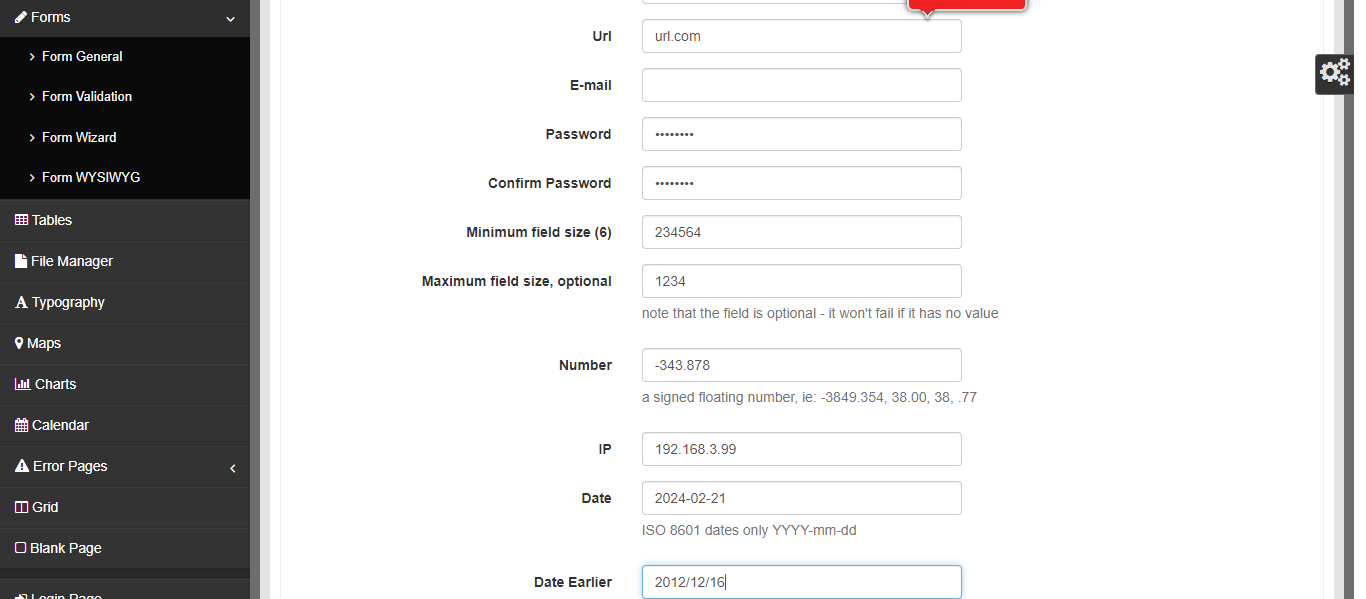 Forms
Form General
Form Validation
Form Wizard
Form WYSIWYG
Tables
File Manager
Typography
Maps
Charts
Calendar
Error Pages
Grid
Blank Page
Login Page
Url url.com
E-mail
Password ••••••••
Confirm Password ••••••••
Minimum field size (6) 234564
Maximum field size, optional 1234
note that the field is optional - it won't fail if it has no value
Number -343.878
a signed floating number, ie: -3849.354, 38.00, 38, .77
IP 192.168.3.99
Date 2024-02-21
ISO 8601 dates only YYYY-mm-dd
Date Earlier 2012/12/16